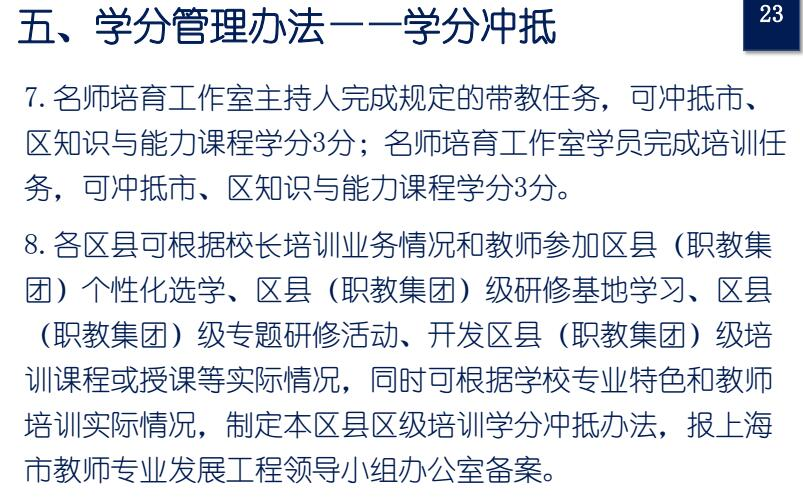 五、学分管理办法——学分冲抵
23
7.名师培育工作室主持人完成规定的带教任务，可冲抵市、
区知识与能力课程学分3分；名师培育工作室学员完成培训任
务，可冲抵市、区知识与能力课程学分3分。
8.各区县可根据校长培训业务情况和教师参加区县（职教集
团）个性化选学、区县（职教集团）级研修基地学习、区县
（职教集团）级专题研修活动、开发区县（职教集团）级培
训课程或授课等实际情况，同时可根据学校专业特色和教师
培训实际情况，制定本区县区级培训学分冲抵办法，报上海
市教师专业发展工程领导小组办公室备案。